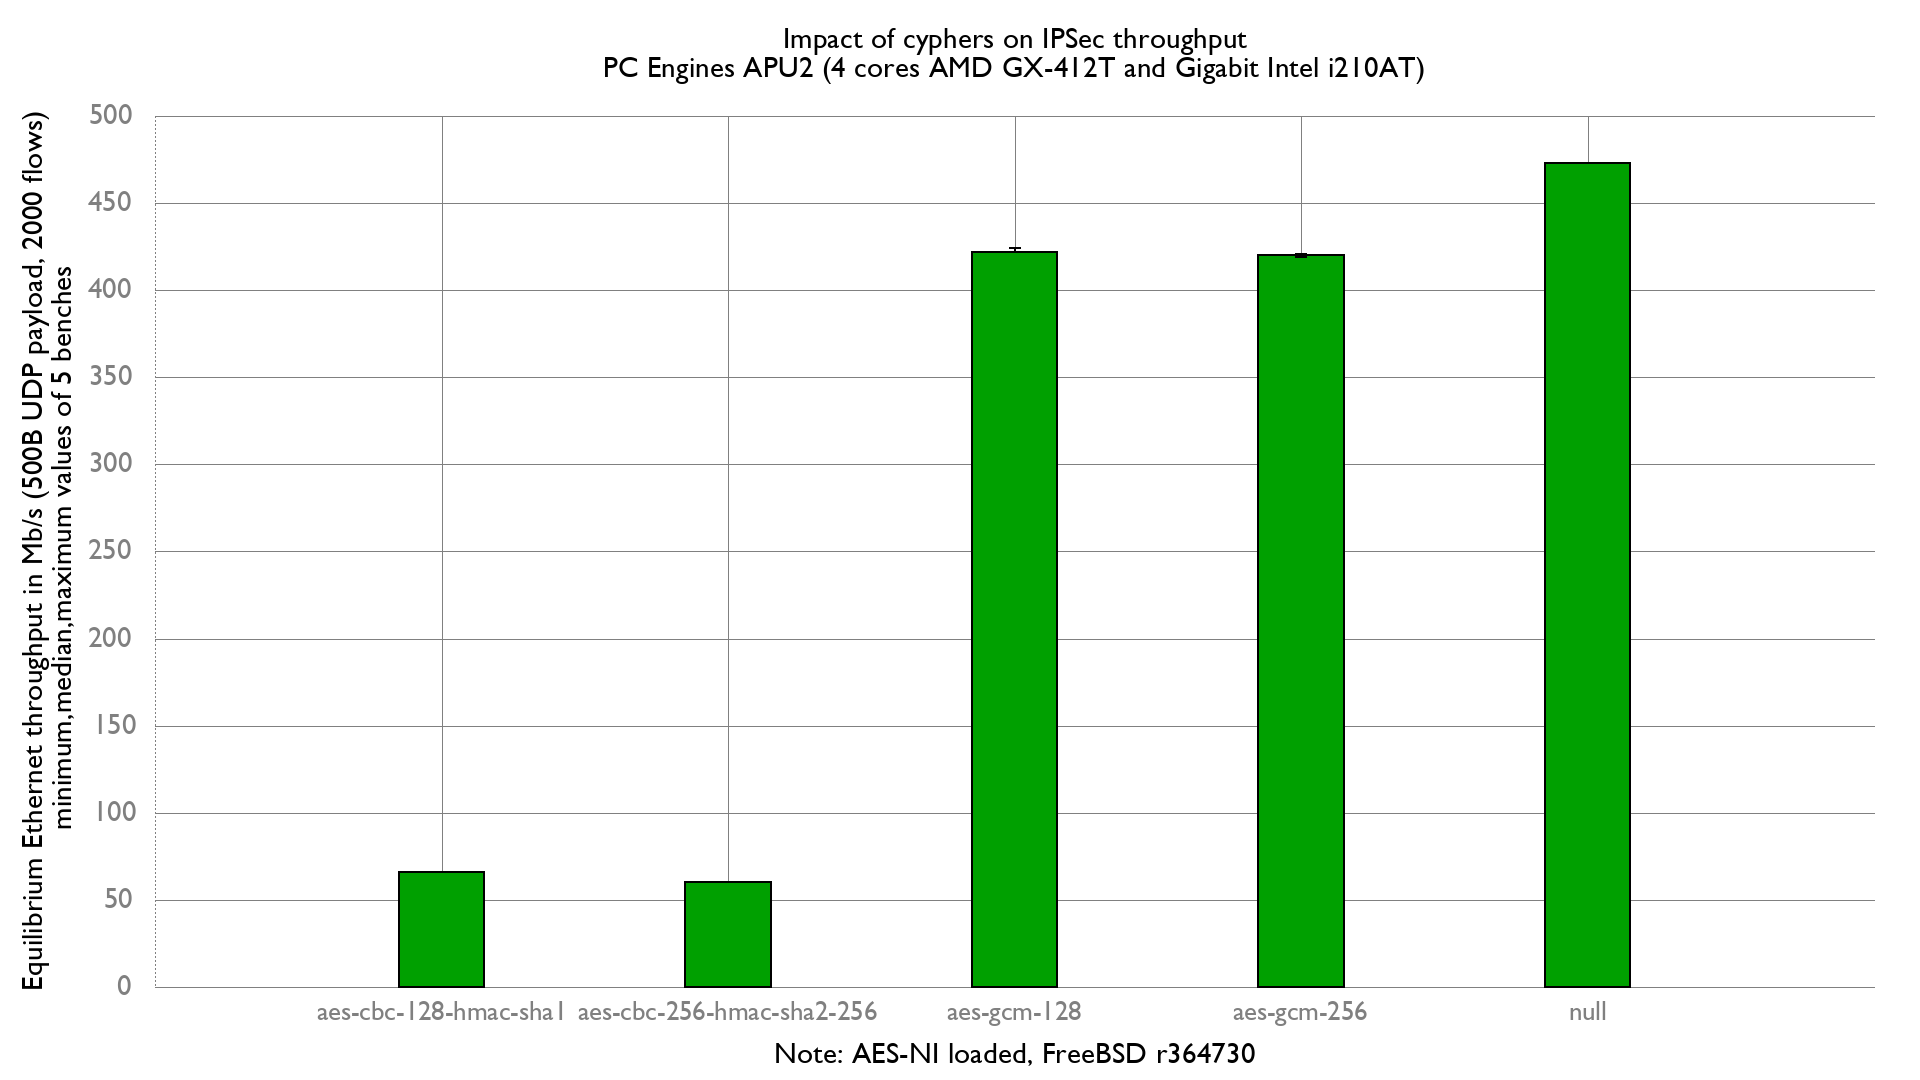 Impact of cyphers on IPSec throughput
PC Engines APU2 (4 cores AMD GX-412T and Gigabit Intel i210AT)
Equilibrium Ethernet throughput in Mb/s (500B UDP payload, 2000 flows)
minimum,median,maximum values of 5 benches
500
450
400
350
300
250
200
150
100
50
0
aes-cbc-128-hmac-sha1 aes-cbc-256-hmac-sha2-256 aes-gcm-128 aes-gcm-256 null
Note: AES-NI loaded, FreeBSD r364730